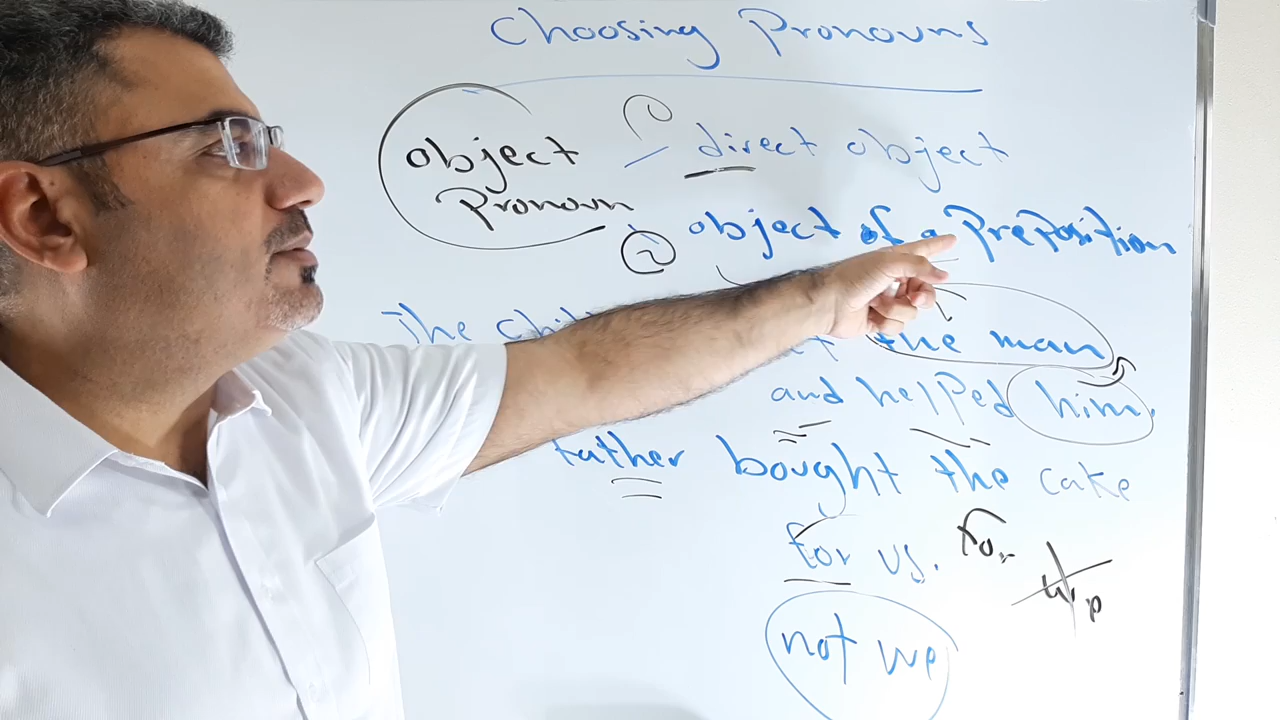 Choosing Pronouns
object
Pronoun
direct object
2 object of a Preposition
The the man
and helped him.
father bought the cake
for us. For
not we